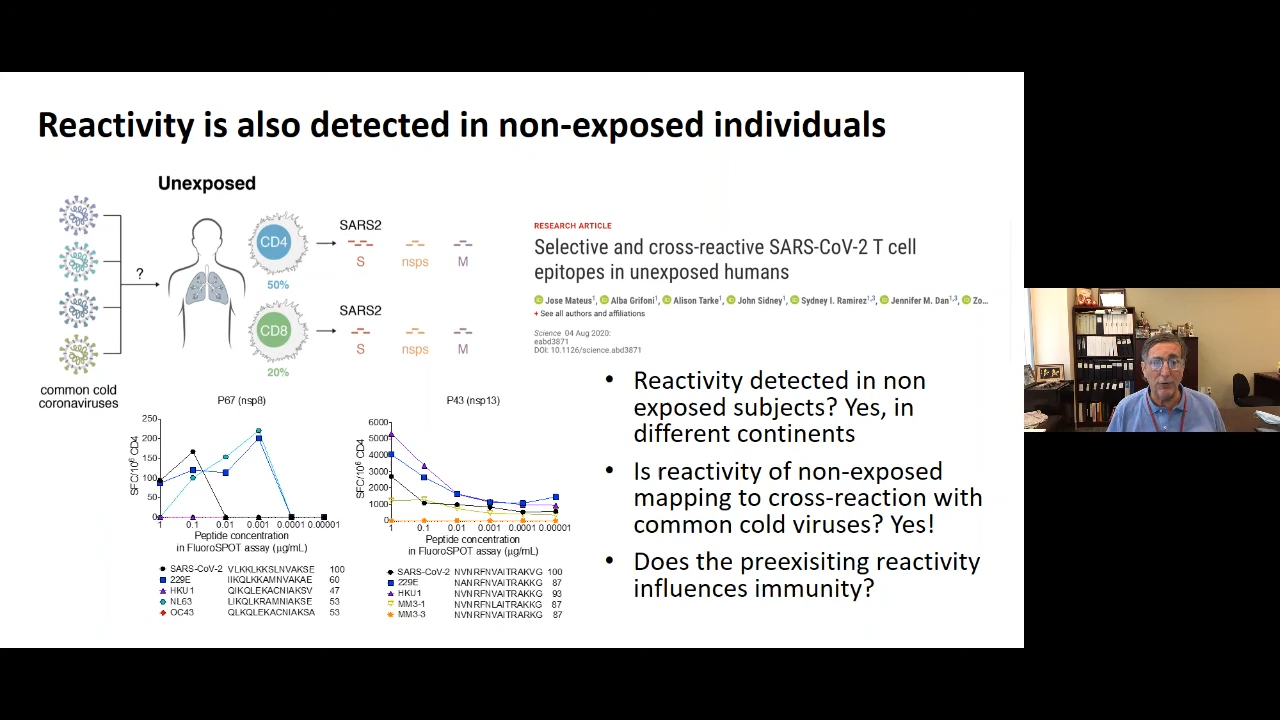 Reactivity is also detected in non-exposed individuals
Unexposed
?
common cold
coronaviruses
CD4
50%
SARS2
S nsps M
CD8
20%
SARS2
S nsps M
RESEARCH ARTICLE
Selective and cross-reactive SARS-CoV-2 T cell
epitopes in unexposed humans
Jose Mateus1, Alba Grifoni1, Alison Tarke1, John Sidney1, Sydney I. Ramirez1,3, Jennifer M. Dan1,3, Zo...
+ See all authors and affiliations
Science 04 Aug 2020:
eabd3871
DOI: 10.1126/science.abd3871
• Reactivity detected in non
exposed subjects? Yes, in
different continents
• Is reactivity of non-exposed
mapping to cross-reaction with
common cold viruses? Yes!
• Does the preexisiting reactivity
influences immunity?
P67 (nsp8)
SFC/10⁶ CD4
250
200
150
100
50
0
1 0.1 0.01 0.001 0.0001 0.00001
Peptide concentration
in FluoroSPOT assay (µg/mL)
SARS-CoV-2 VLKKLKKSLNVAKSE 100
229E IIKQLKKAMNVAKAE 60
HKU1 QIKQLEKACNIAKSV 47
NL63 LIKQLKRAMNIAKSE 53
OC43 QLKQLEKACNIAKSA 53
P43 (nsp13)
SFC/10⁶ CD4
6000
5000
4000
3000
2000
1000
0
1 0.1 0.01 0.001 0.0001 0.00001
Peptide concentration
in FluoroSPOT assay (µg/mL)
SARS-CoV-2 NVNRFNVAITRAKVG 100
229E NANRFNVAITRAKKG 87
HKU1 NVNRFNVAITRAKKG 93
MM3-1 NVNRFNLAITRAKKG 87
MM3-3 NVNRFNVAITRARKG 87